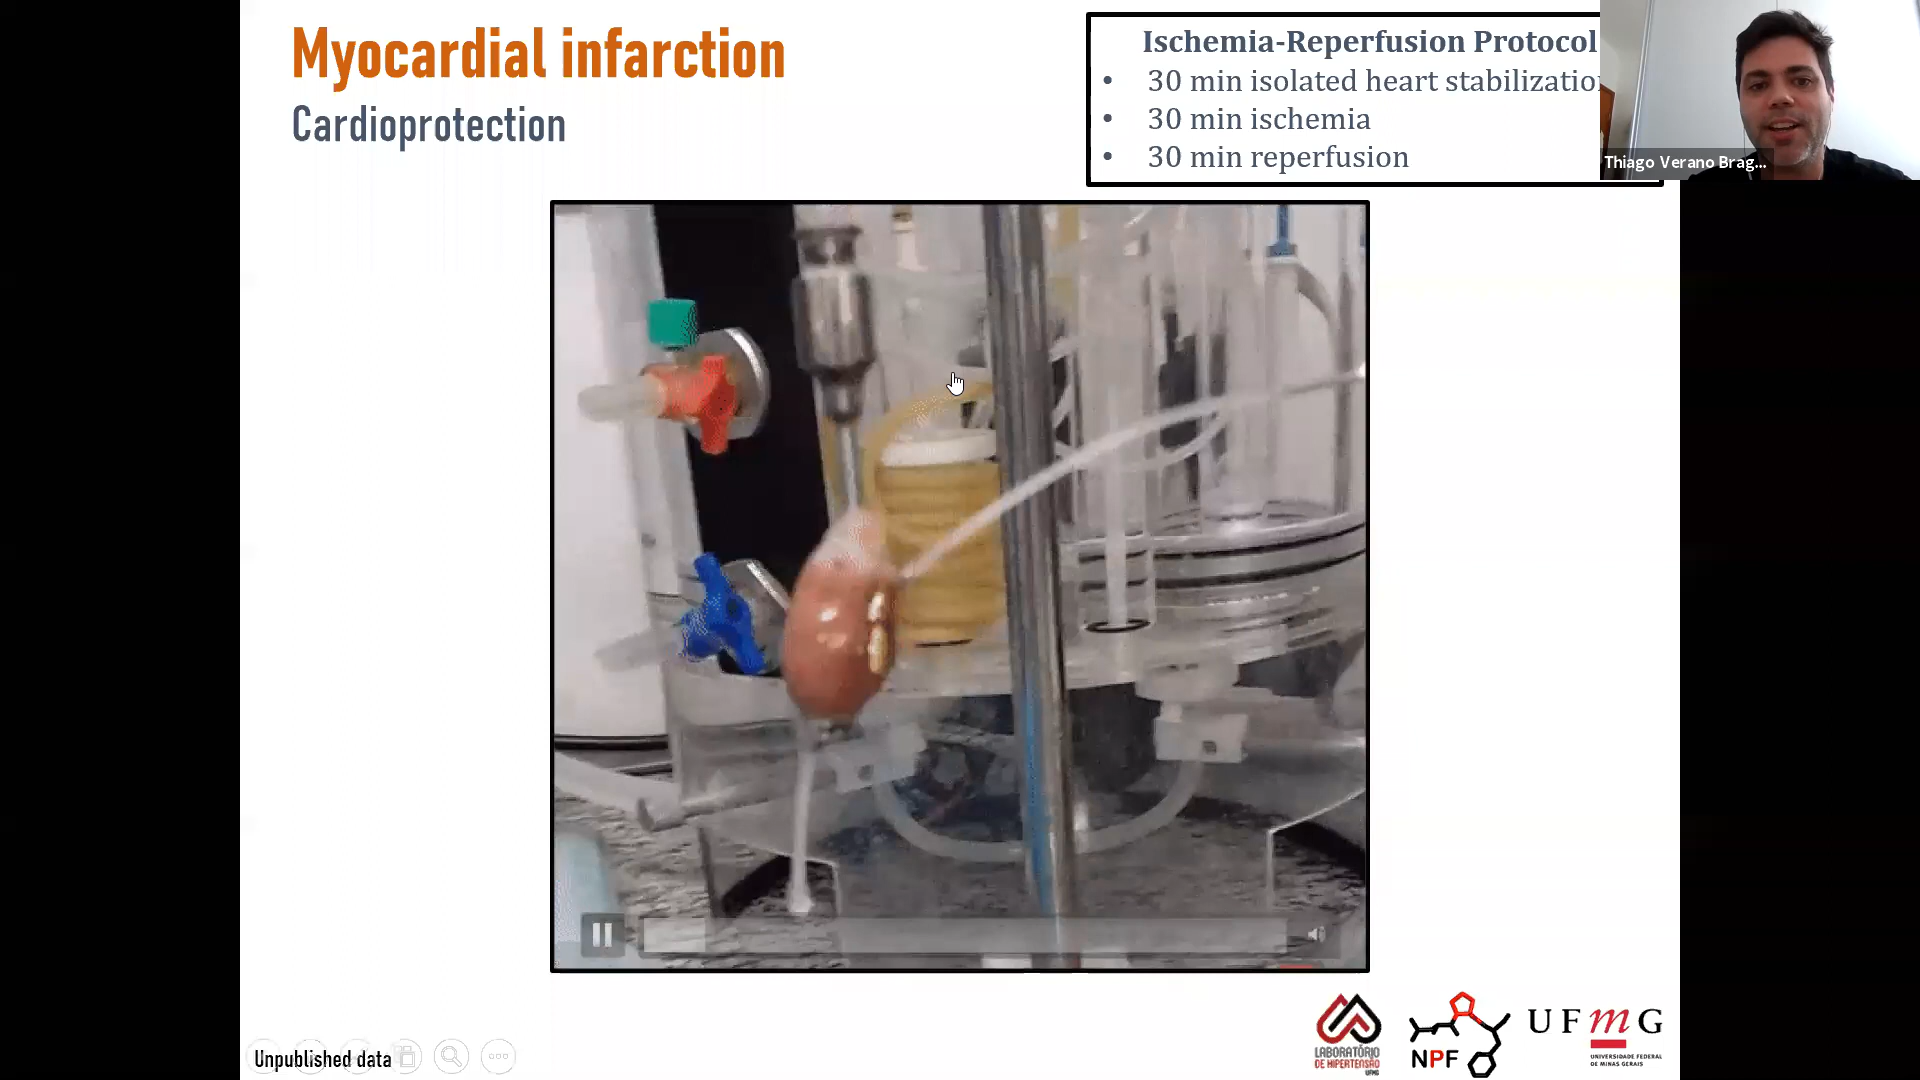 Myocardial infarction
Cardioprotection
Ischemia-Reperfusion Protocol
• 30 min isolated heart stabilizatio
• 30 min ischemia
• 30 min reperfusion
Thiago Verano Brag...
Unpublished data
LABORATÓRIO
DE HIPERTENSÃO
UFMG
NPF
UFmG
UNIVERSIDADE FEDERAL
DE MINAS GERAIS